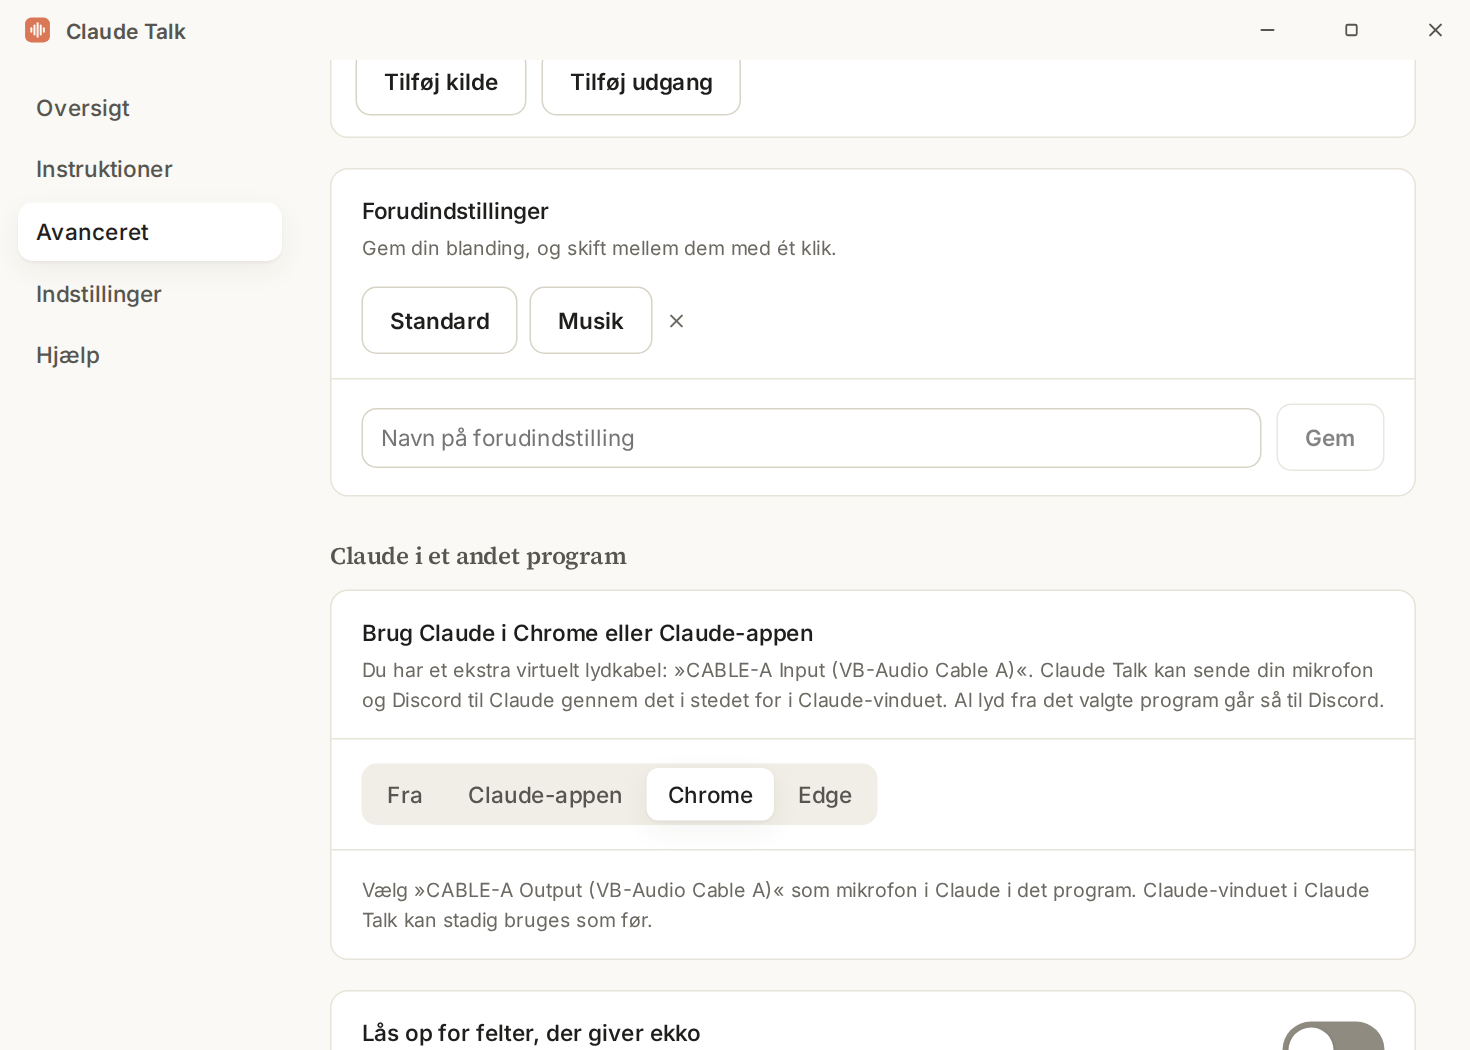 Claude Talk
Oversigt
Instruktioner
Avanceret
Indstillinger
Hjælp
Tilføj kilde
Tilføj udgang
Forudindstillinger
Gem din blanding, og skift mellem dem med ét klik.
Standard
Musik
Navn på forudindstilling
Gem
Claude i et andet program
Brug Claude i Chrome eller Claude-appen
Du har et ekstra virtuelt lydkabel: »CABLE-A Input (VB-Audio Cable A)«. Claude Talk kan sende din mikrofon
og Discord til Claude gennem det i stedet for i Claude-vinduet. Al lyd fra det valgte program går så til Discord.
Fra
Claude-appen
Chrome
Edge
Vælg »CABLE-A Output (VB-Audio Cable A)« som mikrofon i Claude i det program. Claude-vinduet i Claude
Talk kan stadig bruges som før.
Lås op for felter, der giver ekko